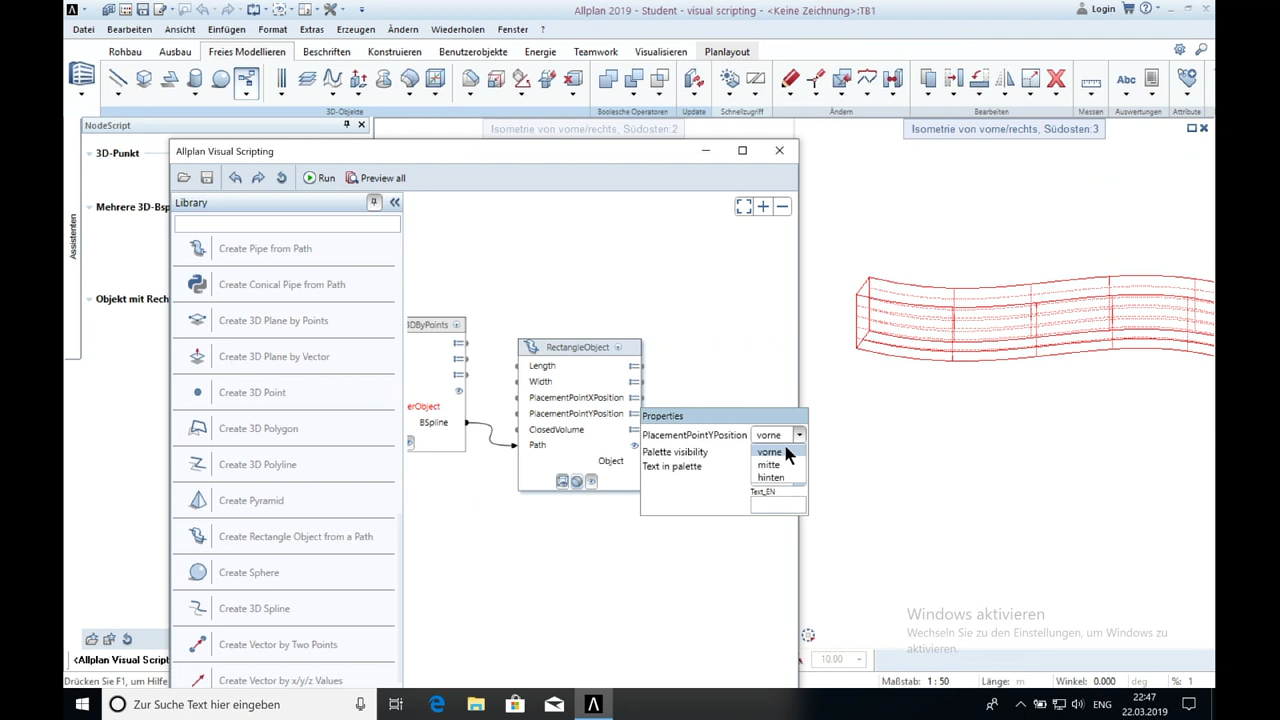 Allplan 2019 - Student - visual scripting - <Keine Zeichnung>:TB1
Login
Datei Bearbeiten Ansicht Einfügen Format Extras Erzeugen Ändern Wiederholen Fenster ?
Rohbau Ausbau Freies Modellieren Beschriften Konstruieren Benutzerobjekte Energie Teamwork Visualisieren Planlayout
Abc
3D-Objekte Boolesche Operatoren Update Schnellzugriff Ändern Bearbeiten Messen Auswertungen Attribute
NodeScript
Isometrie von vorne/rechts, Südosten:2
Isometrie von vorne/rechts, Südosten:3
3D-Punkt
Mehrere 3D-Bsp
Objekt mit Rech
Assistenten
Allplan Visual Scripting
Run Preview all
Library
Create Pipe from Path
Create Conical Pipe from Path
Create 3D Plane by Points
Create 3D Plane by Vector
Create 3D Point
Create 3D Polygon
Create 3D Polyline
Create Pyramid
Create Rectangle Object from a Path
Create Sphere
Create 3D Spline
Create Vector by Two Points
Create Vector by x/y/z Values
3DByPoints
erObject
BSpline
RectangleObject
Length
Width
PlacementPointXPosition
PlacementPointYPosition
ClosedVolume
Path
Object
Properties
PlacementPointYPosition vorne
Palette visibility
Text in palette
vorne
mitte
hinten
Text_EN
Windows aktivieren
Wechseln Sie zu den Einstellungen, um Windows zu
aktivieren.
<Allplan Visual Script
10.00
Drücken Sie F1, um Hilfe
Maßstab: 1 : 50 Länge: m Winkel: 0.000 deg %: 1
Zur Suche Text hier eingeben
ENG
22:47
22.03.2019